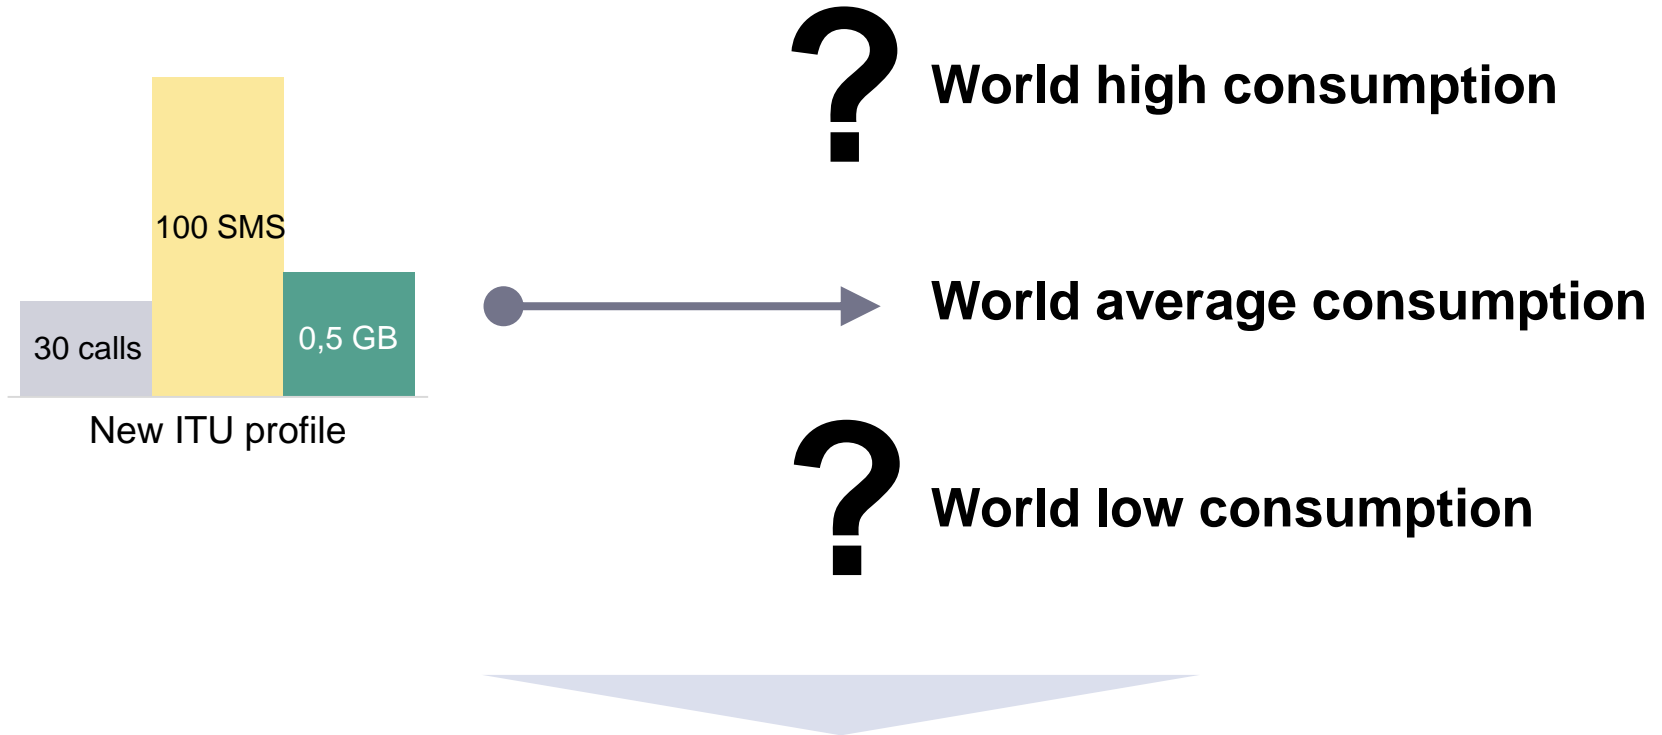 ? World high consumption
100 SMS
30 calls
0,5 GB
World average consumption
New ITU profile
? World low consumption